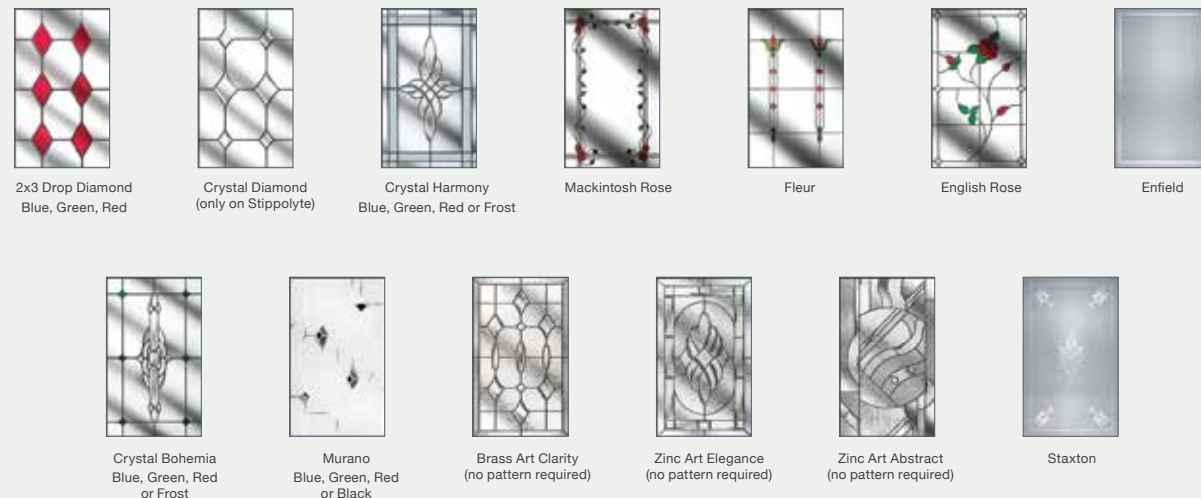 2x3 Drop Diamond
Blue, Green, Red
Crystal Diamond
(only on Stippolyte)
Crystal Harmony
Blue, Green, Red or Frost
Mackintosh Rose
Fleur
English Rose
Enfield
Crystal Bohemia
Blue, Green, Red
or Frost
Murano
Blue, Green, Red
or Black
Brass Art Clarity
(no pattern required)
Zinc Art Elegance
(no pattern required)
Zinc Art Abstract
(no pattern required)
Staxton